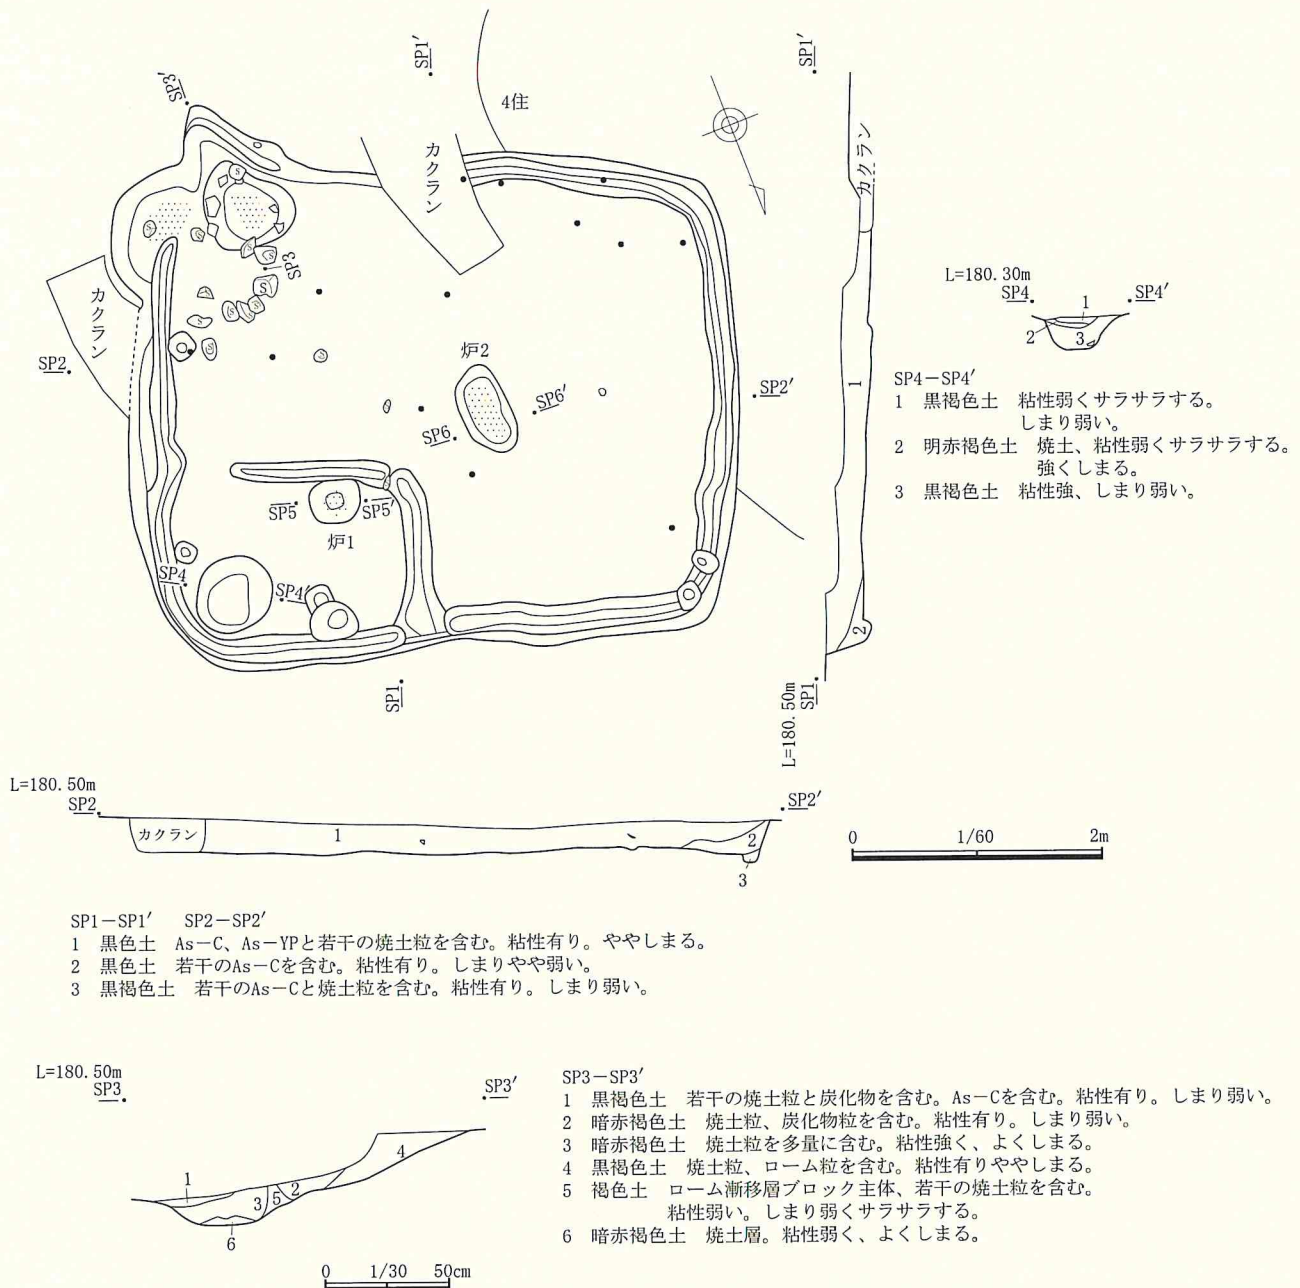 SP1′
SP1′
SP3′
4住
カクラン
カクラン
SP3
カクラン
SP2
炉2
SP6′
SP6
SP2′
SP5
SP5′
炉1
SP4
SP4′
SP1
1
2
L=180.50m
SP1
L=180.30m
SP4
1
SP4′
2
3
SP4－SP4′
1 黒褐色土 粘性弱くサラサラする。
しまり弱い。
2 明赤褐色土 焼土、粘性弱くサラサラする。
強くしまる。
3 黒褐色土 粘性強、しまり弱い。
L=180.50m
SP2
SP2′
カクラン
1
2
3
0 1/60 2m
SP1－SP1′ SP2－SP2′
1 黒色土 As－C、As－YPと若干の焼土粒を含む。粘性有り。ややしまる。
2 黒色土 若干のAs－Cを含む。粘性有り。しまりやや弱い。
3 黒褐色土 若干のAs－Cと焼土粒を含む。粘性有り。しまり弱い。
L=180.50m
SP3
SP3′
1
3
5
2
4
6
0 1/30 50cm
SP3－SP3′
1 黒褐色土 若干の焼土粒と炭化物を含む。As－Cを含む。粘性有り。しまり弱い。
2 暗赤褐色土 焼土粒、炭化物粒を含む。粘性有り。しまり弱い。
3 暗赤褐色土 焼土粒を多量に含む。粘性強く、よくしまる。
4 黒褐色土 焼土粒、ローム粒を含む。粘性有りややしまる。
5 褐色土 ローム漸移層ブロック主体、若干の焼土粒を含む。
粘性弱い。しまり弱くサラサラする。
6 暗赤褐色土 焼土層。粘性弱く、よくしまる。